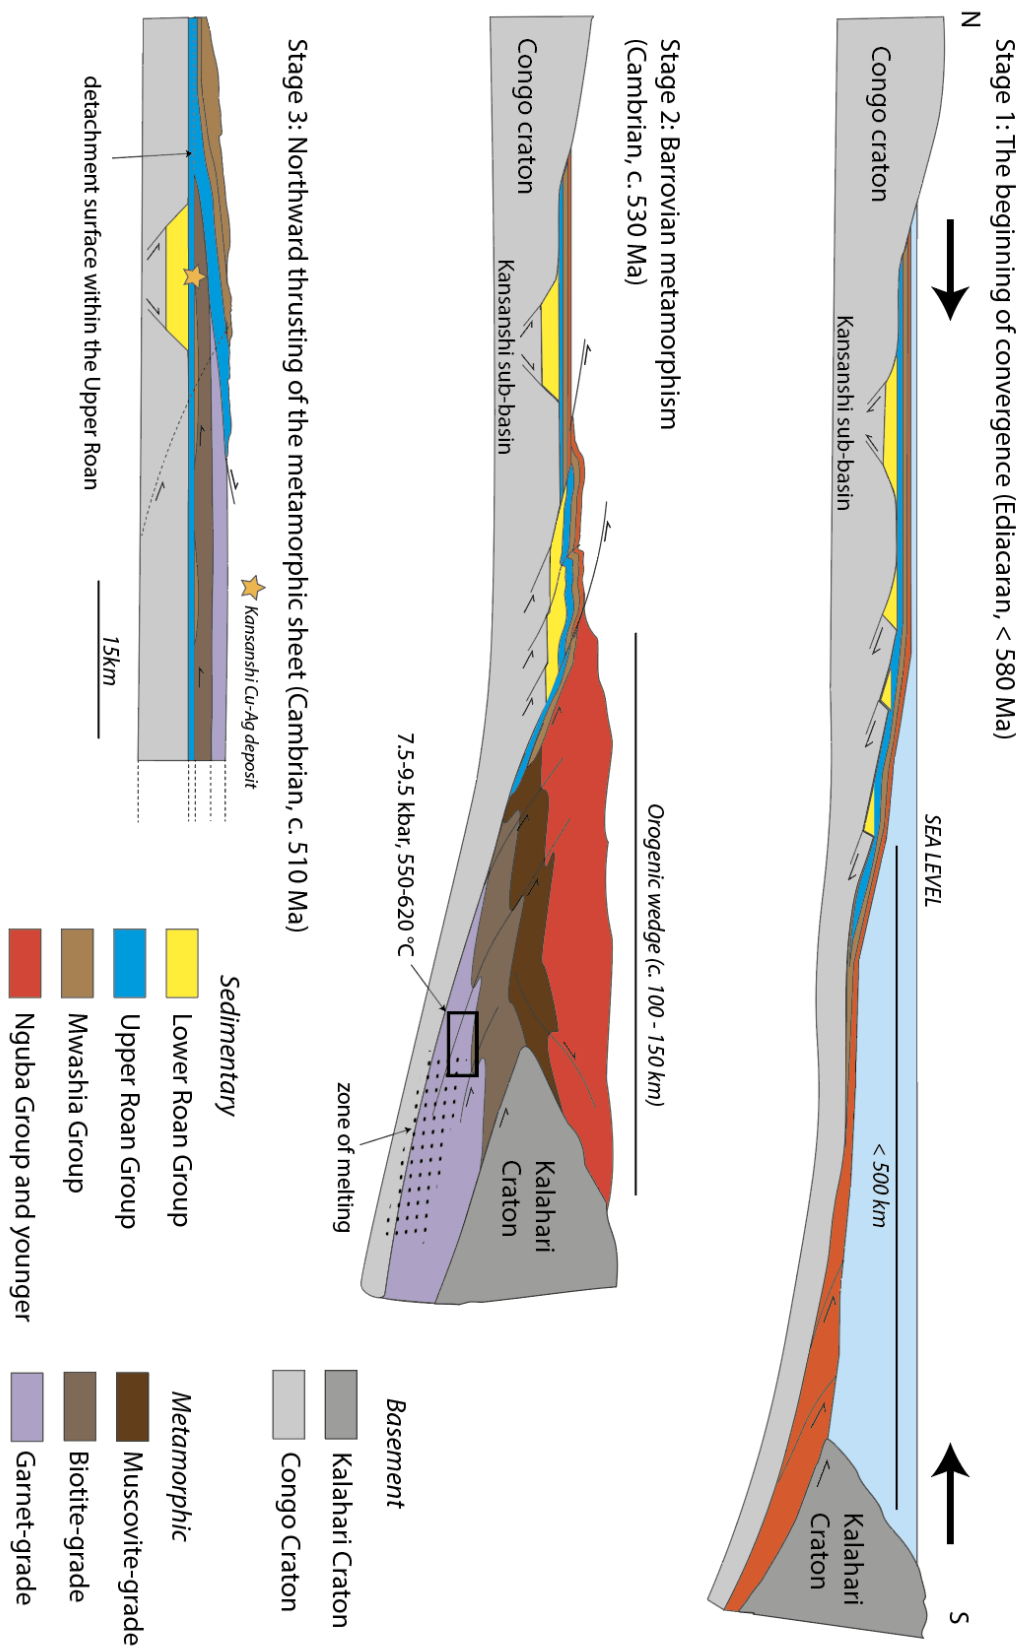 Stage 1: The beginning of convergence (Ediacaran, < 580 Ma)
N
S
SEA LEVEL
Congo craton
Kansanshi sub-basin
< 500 km
Kalahari
Craton
Stage 2: Barrovian metamorphism
(Cambrian, c. 530 Ma)
Orogenic wedge (c. 100 - 150 km)
Congo craton
Kansanshi sub-basin
Kalahari
Craton
7.5-9.5 kbar, 550-620 °C
zone of melting
Stage 3: Northward thrusting of the metamorphic sheet (Cambrian, c. 510 Ma)
Kansanshi Cu-Ag deposit
detachment surface within the Upper Roan
15km
Sedimentary
Lower Roan Group
Upper Roan Group
Mwashia Group
Nguba Group and younger
Basement
Kalahari Craton
Congo Craton
Metamorphic
Muscovite-grade
Biotite-grade
Garnet-grade